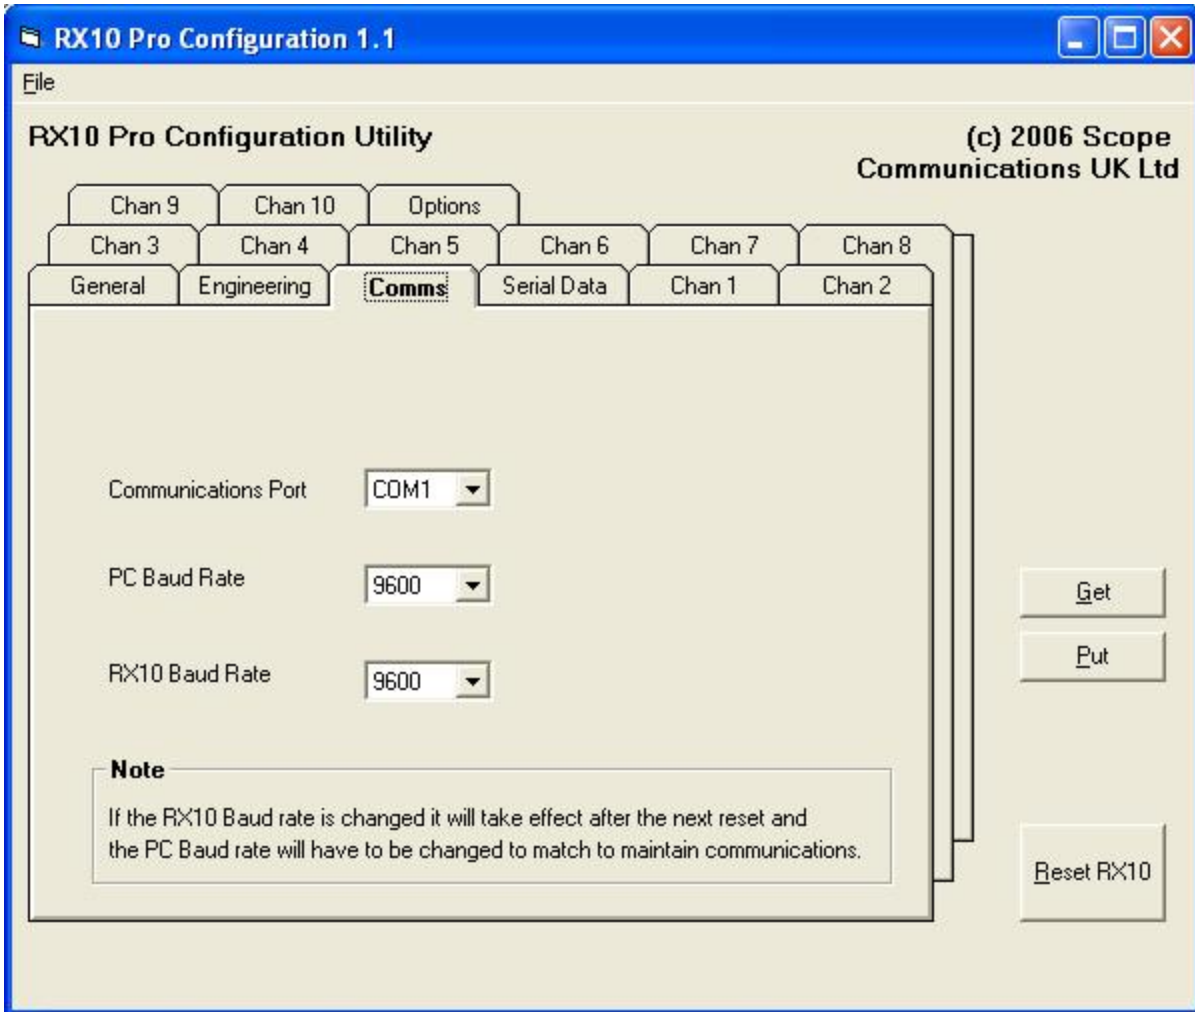 RX10 Pro Configuration 1.1
File
RX10 Pro Configuration Utility
(c) 2006 Scope
Communications UK Ltd
Chan 9
Chan 10
Options
Chan 3
Chan 4
Chan 5
Chan 6
Chan 7
Chan 8
General
Engineering
Comms
Serial Data
Chan 1
Chan 2
Communications Port
COM1
PC Baud Rate
9600
RX10 Baud Rate
9600
Get
Put
Note
If the RX10 Baud rate is changed it will take effect after the next reset and
the PC Baud rate will have to be changed to match to maintain communications.
Reset RX10